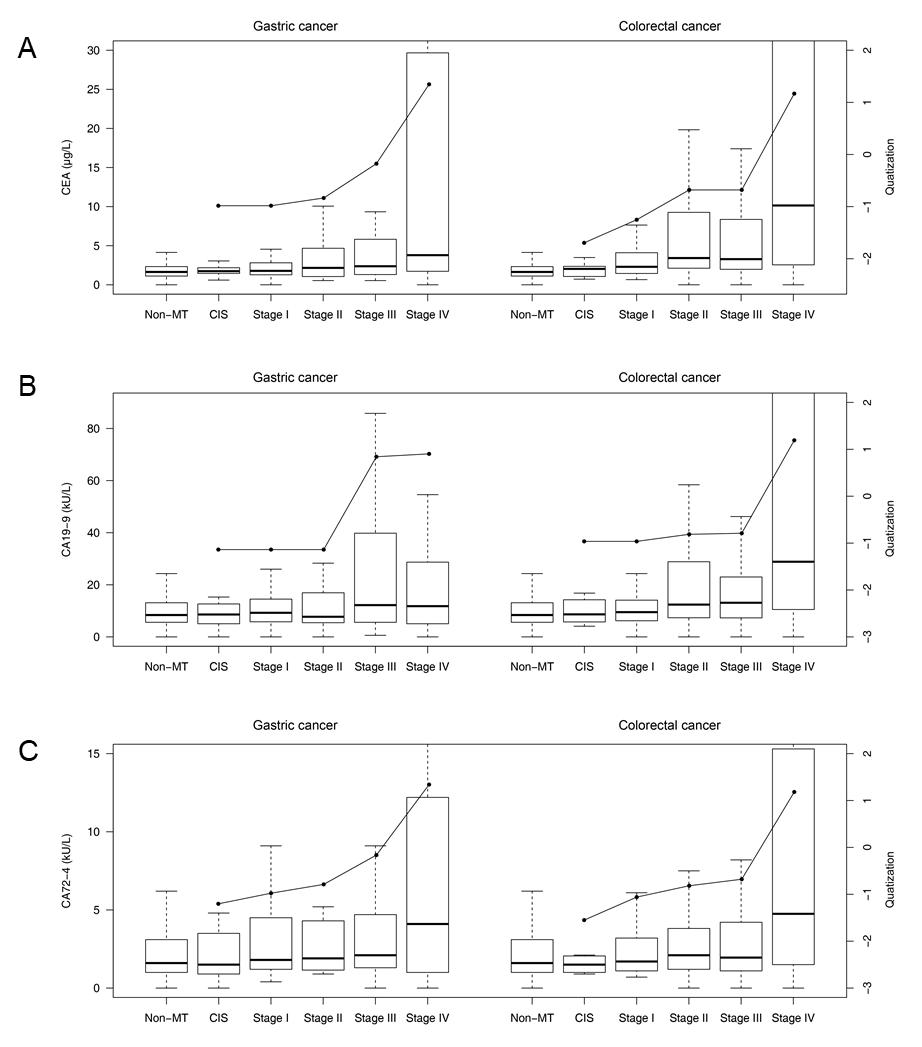 A
Gastric cancer Colorectal cancer
CEA (µg/L)
30
25
20
15
10
5
0
2
1
0
−1
−2
Quatization
Non−MT CIS Stage I Stage II Stage III Stage IV Non−MT CIS Stage I Stage II Stage III Stage IV
B
Gastric cancer Colorectal cancer
CA19−9 (kU/L)
80
60
40
20
0
2
1
0
−1
−2
−3
Quatization
Non−MT CIS Stage I Stage II Stage III Stage IV Non−MT CIS Stage I Stage II Stage III Stage IV
C
Gastric cancer Colorectal cancer
CA72−4 (kU/L)
15
10
5
0
2
1
0
−1
−2
−3
Quatization
Non−MT CIS Stage I Stage II Stage III Stage IV Non−MT CIS Stage I Stage II Stage III Stage IV